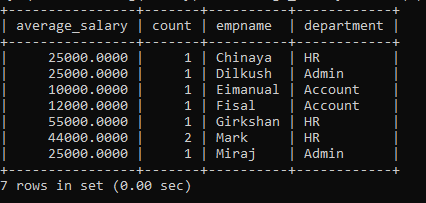 +----------------+-------+----------+------------+
| average_salary | count | empname | department |
+----------------+-------+----------+------------+
| 25000.0000 | 1 | Chinaya | HR |
| 25000.0000 | 1 | Dilkush | Admin |
| 10000.0000 | 1 | Eimanual | Account |
| 12000.0000 | 1 | Fisal | Account |
| 55000.0000 | 1 | Girkshan | HR |
| 44000.0000 | 2 | Mark | HR |
| 25000.0000 | 1 | Miraj | Admin |
+----------------+-------+----------+------------+
7 rows in set (0.00 sec)